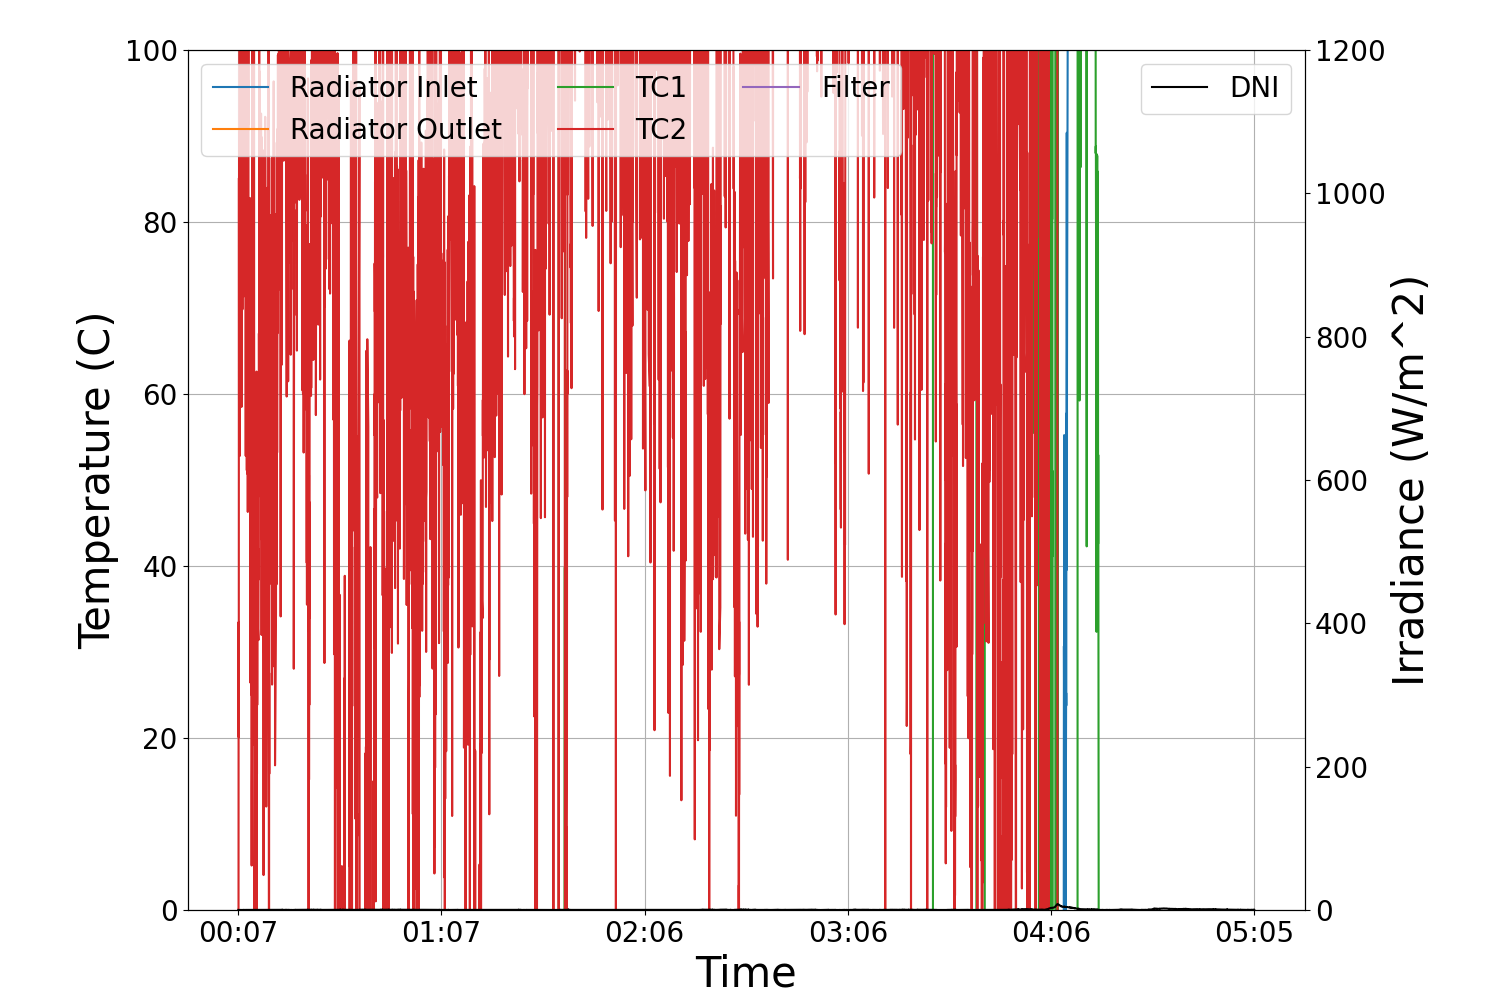 100 80 60 40 20 0
Temperature (C)
Radiator Inlet TC1 Filter
Radiator Outlet TC2
DNI
1200 1000 800 600 400 200 0
Irradiance (W/m^2)
00:07 01:07 02:06 03:06 04:06 05:05
Time